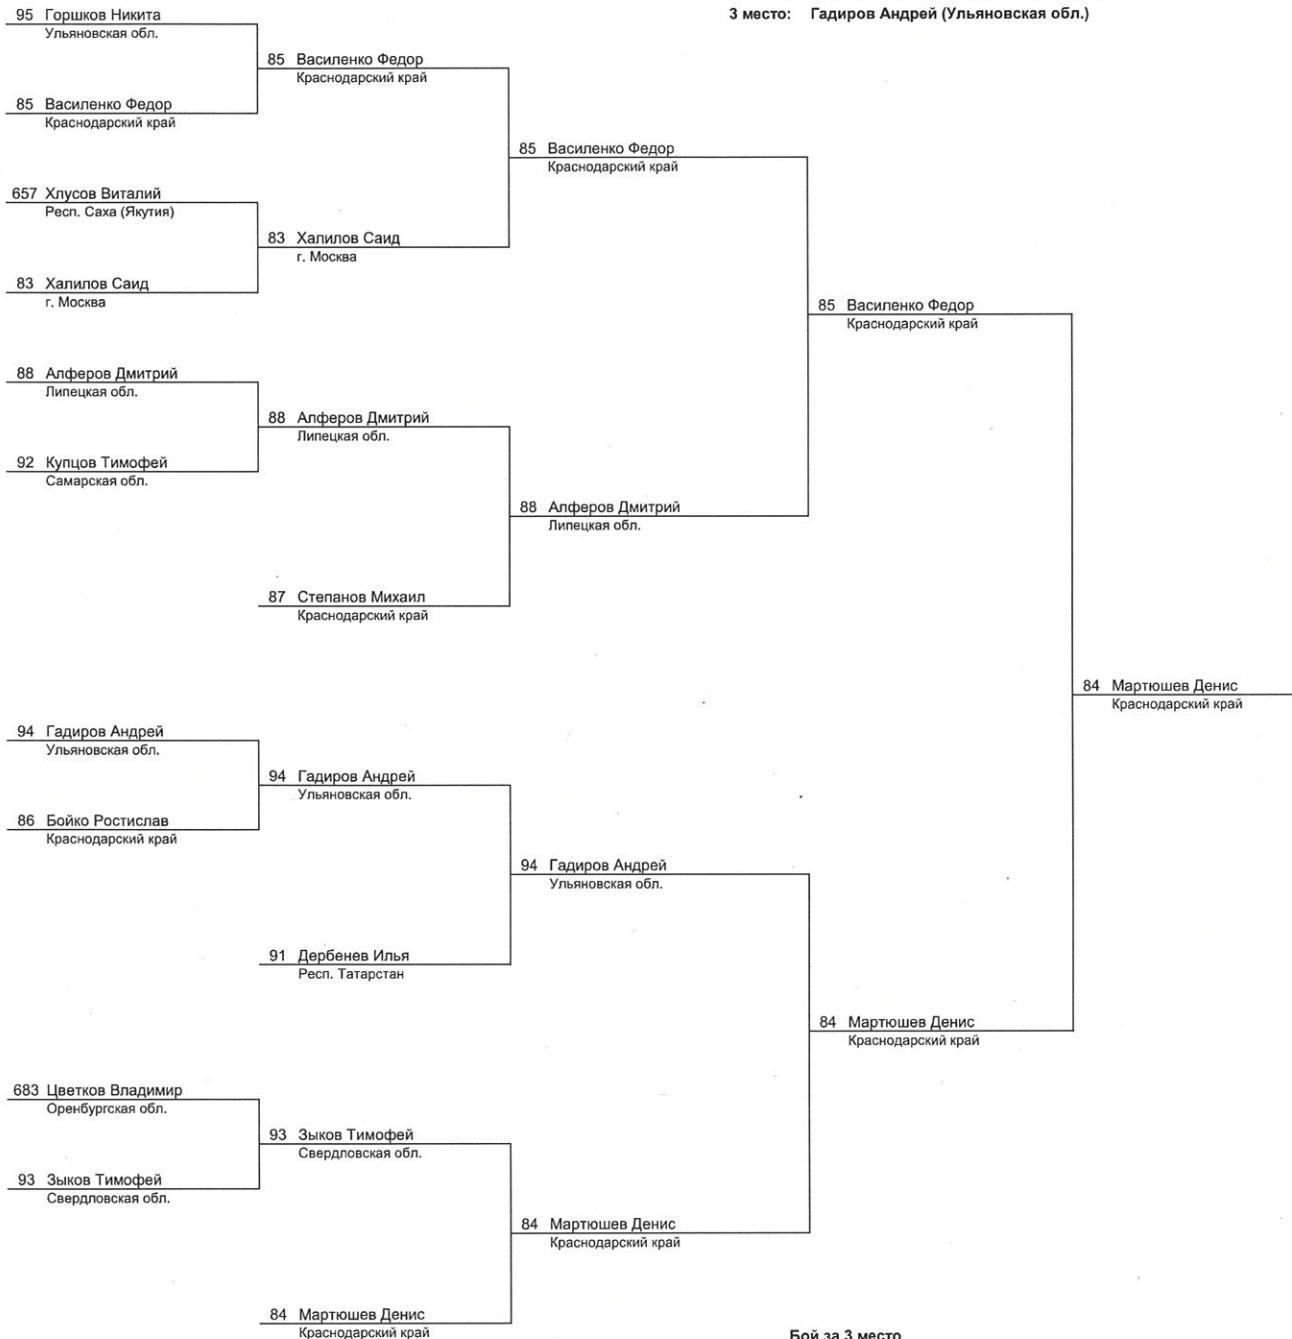 3 место: Гадиров Андрей (Ульяновская обл.)
95 Горшков Никита
Ульяновская обл.
85 Василенко Федор
Краснодарский край
85 Василенко Федор
Краснодарский край
85 Василенко Федор
Краснодарский край
657 Хлусов Виталий
Респ. Саха (Якутия)
83 Халилов Саид
г. Москва
83 Халилов Саид
г. Москва
85 Василенко Федор
Краснодарский край
88 Алферов Дмитрий
Липецкая обл.
88 Алферов Дмитрий
Липецкая обл.
92 Купцов Тимофей
Самарская обл.
88 Алферов Дмитрий
Липецкая обл.
87 Степанов Михаил
Краснодарский край
84 Мартюшев Денис
Краснодарский край
94 Гадиров Андрей
Ульяновская обл.
94 Гадиров Андрей
Ульяновская обл.
86 Бойко Ростислав
Краснодарский край
94 Гадиров Андрей
Ульяновская обл.
91 Дербенев Илья
Респ. Татарстан
84 Мартюшев Денис
Краснодарский край
683 Цветков Владимир
Оренбургская обл.
93 Зыков Тимофей
Свердловская обл.
93 Зыков Тимофей
Свердловская обл.
84 Мартюшев Денис
Краснодарский край
84 Мартюшев Денис
Краснодарский край
Бой за 3 место